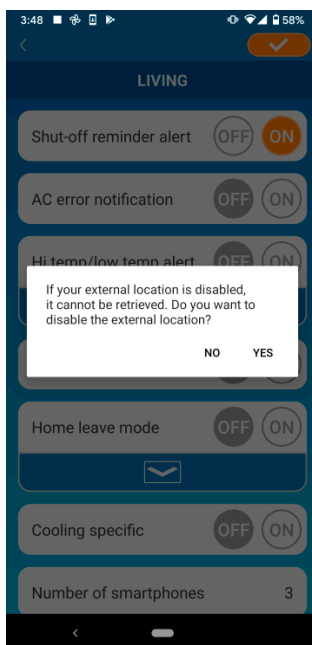 3:48 58%
LIVING
Shut-off reminder alert OFF ON
AC error notification OFF ON
Hi temp/low temp alert OFF ON
If your external location is disabled,
it cannot be retrieved. Do you want to
disable the external location?
NO YES
Home leave mode OFF ON
Cooling specific OFF ON
Number of smartphones 3